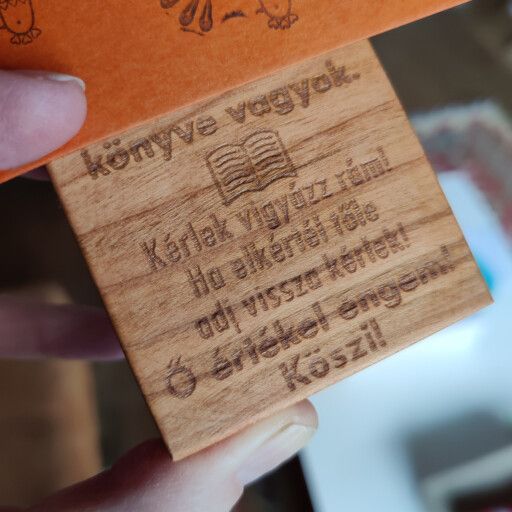 könyve vagyok.
Kérlek vigyázz rám!
Ha elkértél tőle
adj vissza kérlek!
Ő értékel engem!
Köszi!